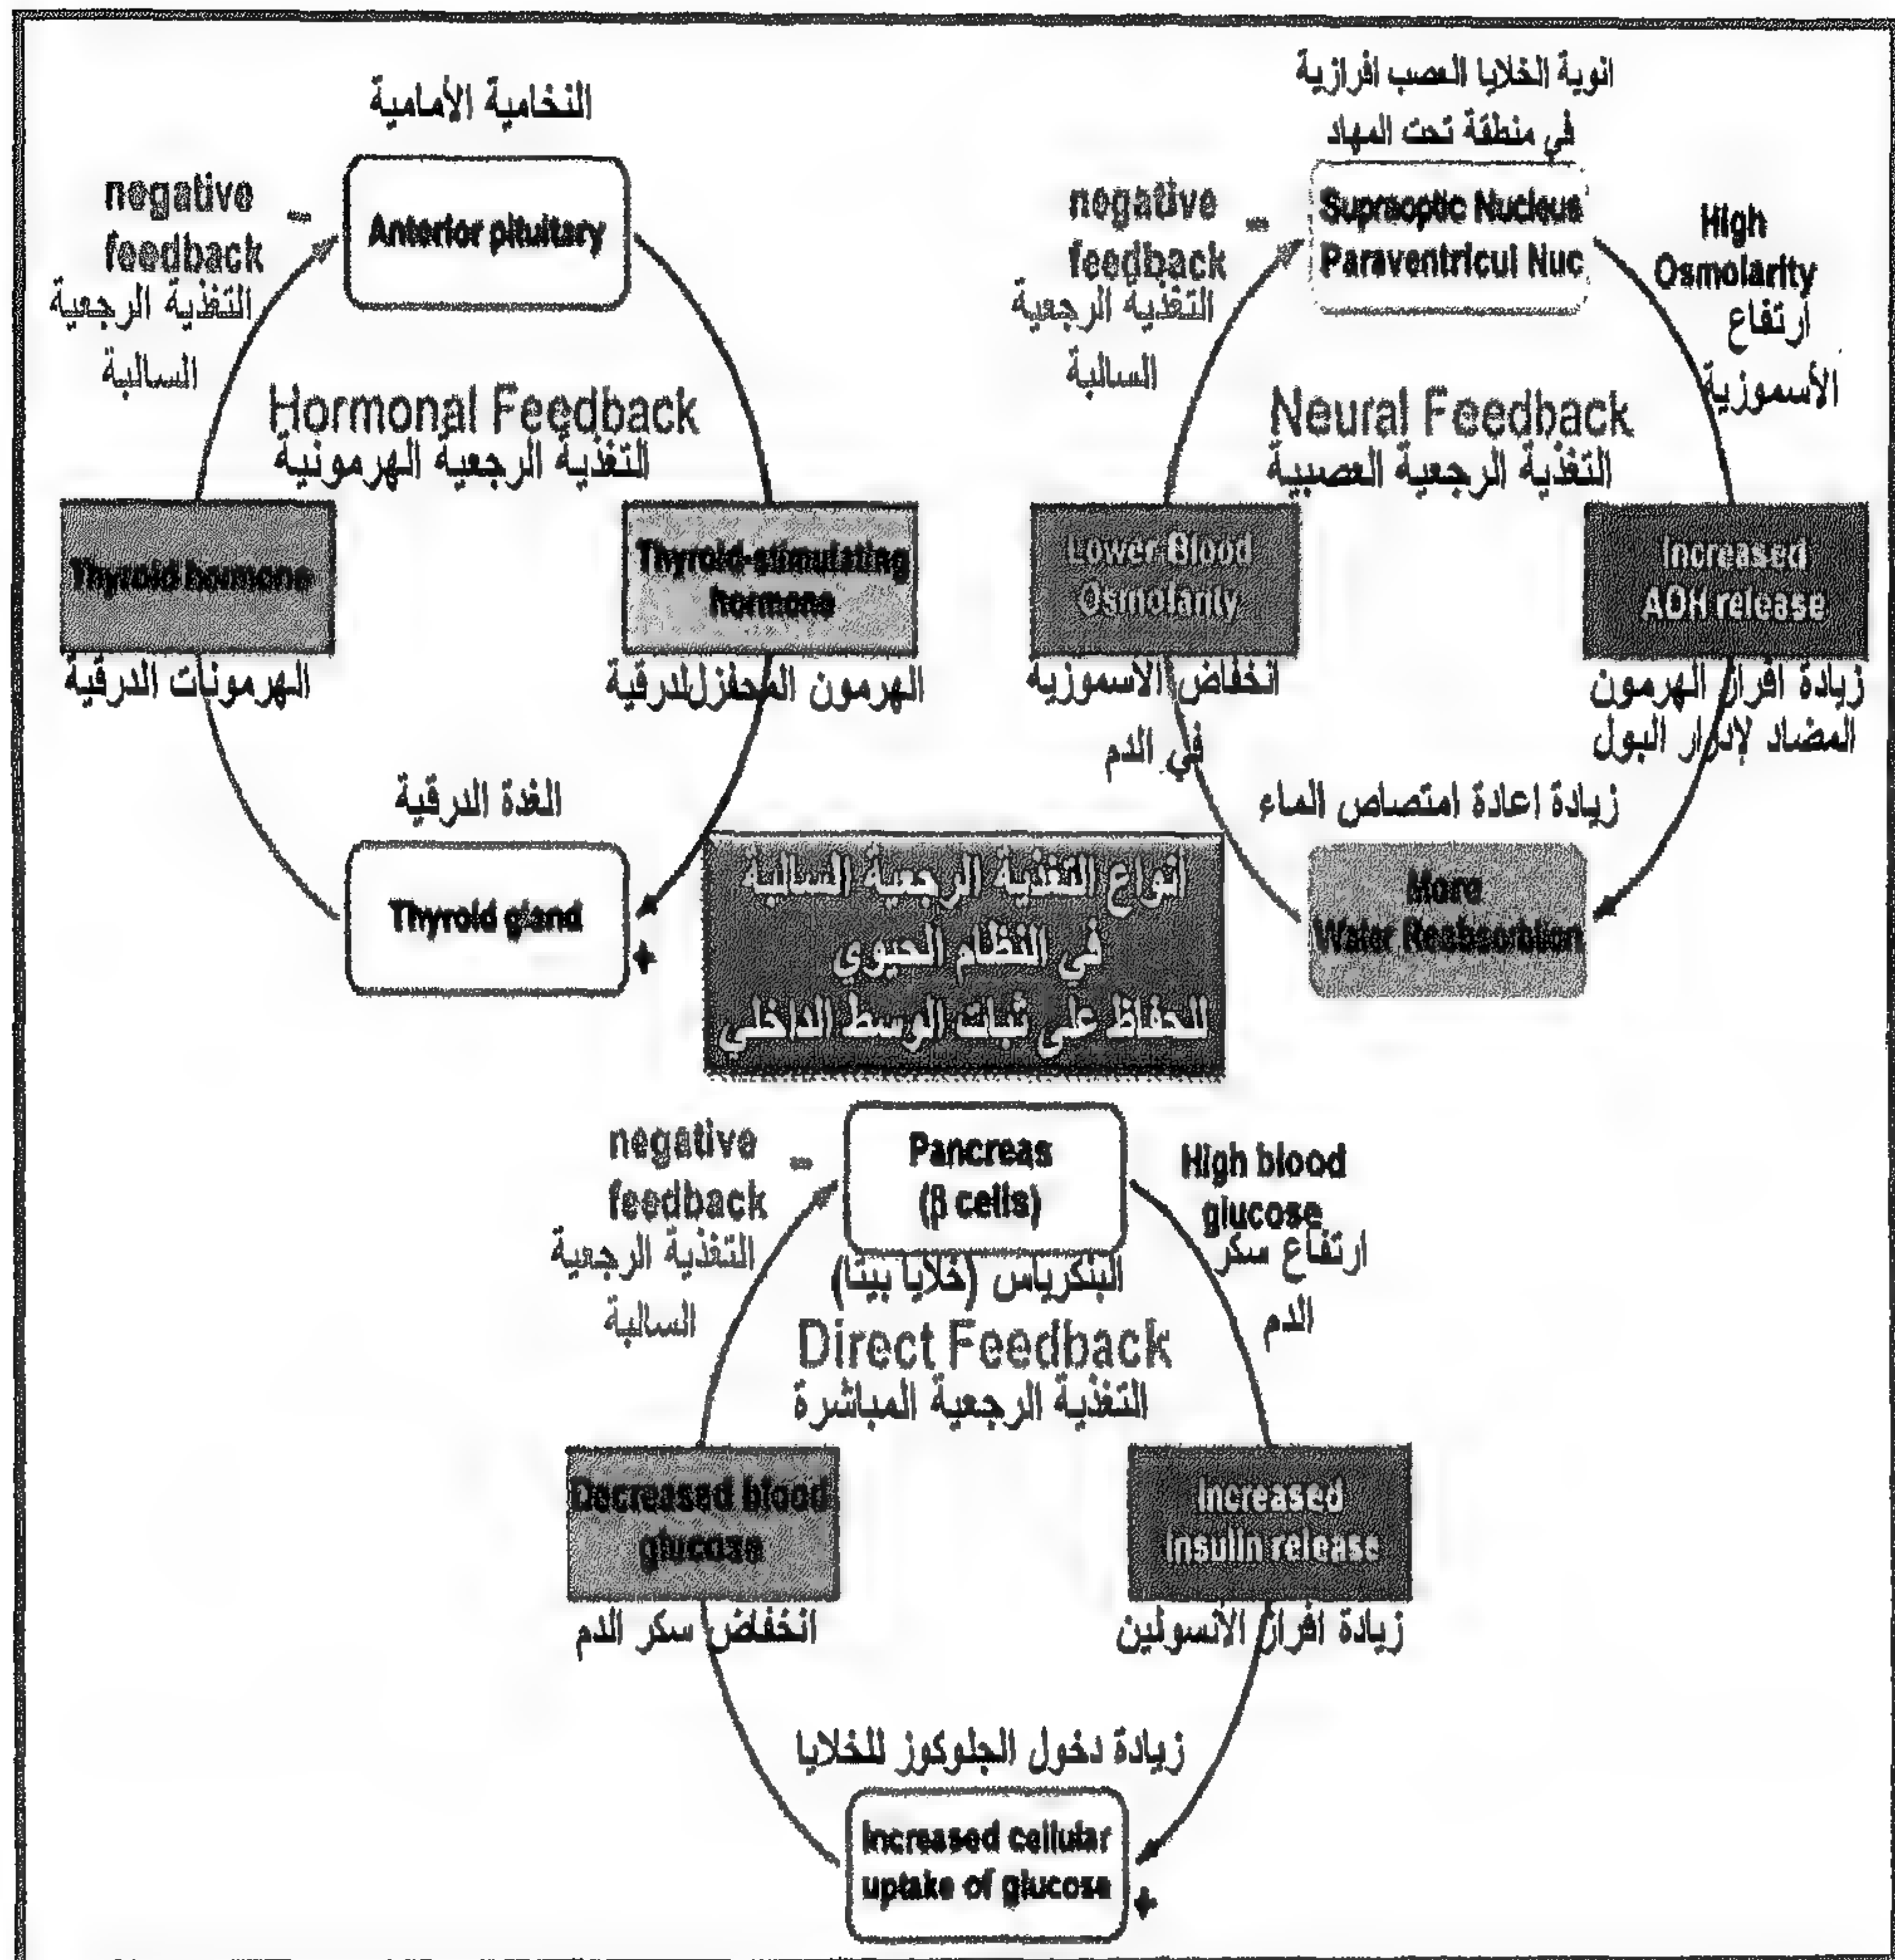 النخامية الأمامية
negative
feedback
التغذية الرجعية
السالبة
-
Anterior pituitary
Hormonal Feedback
التغذية الرجعية الهرمونية
Thyroid hormone
الهرمونات الدرقية
Thyroid-stimulating
hormone
الهرمون المحفزللدرقية
الغدة الدرقية
Thyroid gland
+
انوية الخلايا العصب افرازية
في منطقة تحت المهاد
negative
feedback
التغذية الرجعية
السالبة
-
Supraoptic Nucleus
Paraventricul Nuc
High
Osmolarity
ارتفاع
الأسموزية
Neural Feedback
التغذية الرجعية العصبية
Lower Blood
Osmolarity
انخفاض الاسموزية
في الدم
Increased
ADH release
زيادة افراز الهرمون
المضاد لإدرار البول
زيادة اعادة امتصاص الماء
More
Water Reabsorbtion
انواع التغذية الرجعية السالبة
في النظام الحيوي
للحفاظ على ثبات الوسط الداخلي
negative
feedback
التغذية الرجعية
السالبة
-
Pancreas
(β cells)
البنكرياس (خلايا بيتا)
High blood
glucose
ارتفاع سكر
الدم
Direct Feedback
التغذية الرجعية المباشرة
Decreased blood
glucose
انخفاض سكر الدم
Increased
insulin release
زيادة افراز الأنسولين
زيادة دخول الجلوكوز للخلايا
Increased cellular
uptake of glucose
+